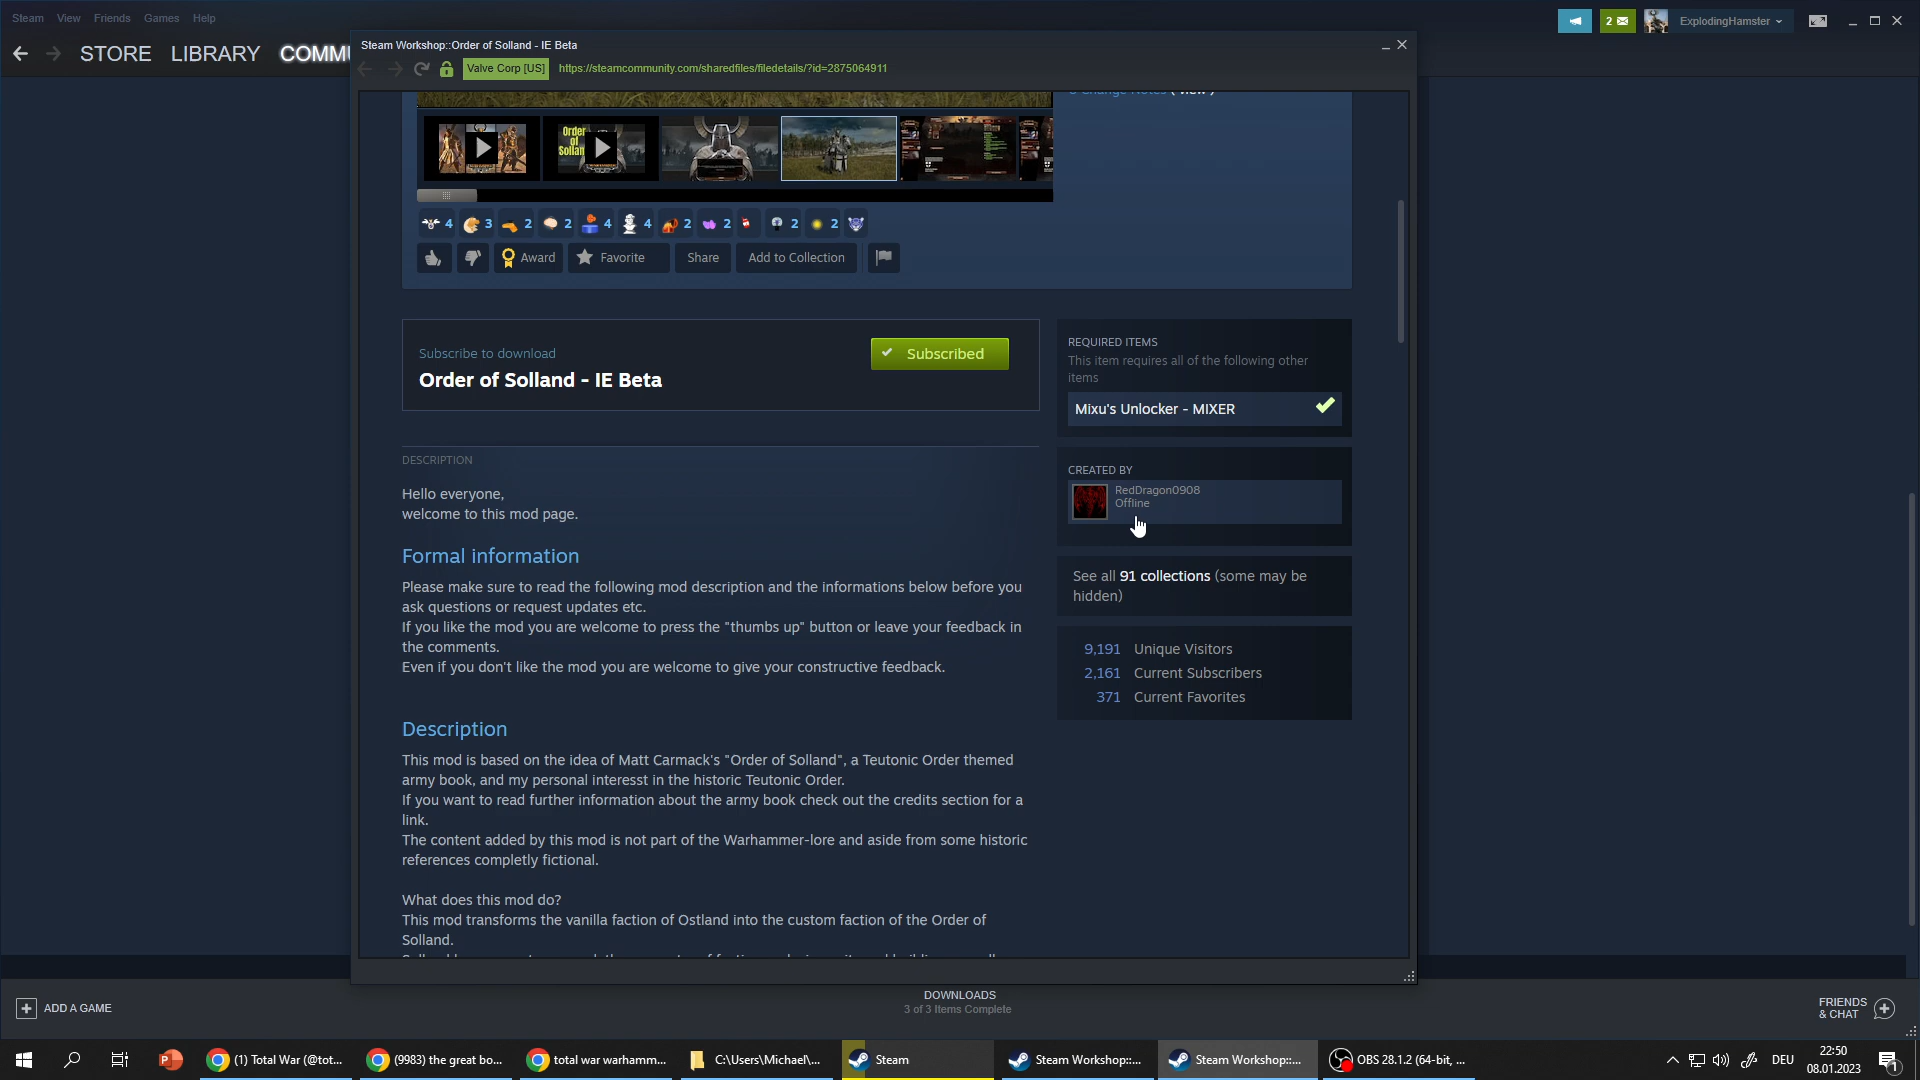 Steam View Friends Games Help
2
ExplodingHamster
STORE LIBRARY COMMU
Steam Workshop::Order of Solland - IE Beta
Valve Corp [US] https://steamcommunity.com/sharedfiles/filedetails/?id=2875064911
Order of Solland
4 3 2 2 4 4 2 2 2 2
Award Favorite Share Add to Collection
Subscribe to download
Order of Solland - IE Beta
Subscribed
REQUIRED ITEMS
This item requires all of the following other
items
Mixu's Unlocker - MIXER
CREATED BY
RedDragon0908
Offline
See all 91 collections (some may be
hidden)
9,191 Unique Visitors
2,161 Current Subscribers
371 Current Favorites
DESCRIPTION
Hello everyone,
welcome to this mod page.
Formal information
Please make sure to read the following mod description and the informations below before you
ask questions or request updates etc.
If you like the mod you are welcome to press the "thumbs up" button or leave your feedback in
the comments.
Even if you don't like the mod you are welcome to give your constructive feedback.
Description
This mod is based on the idea of Matt Carmack's "Order of Solland", a Teutonic Order themed
army book, and my personal interesst in the historic Teutonic Order.
If you want to read further information about the army book check out the credits section for a
link.
The content added by this mod is not part of the Warhammer-lore and aside from some historic
references completly fictional.
What does this mod do?
This mod transforms the vanilla faction of Ostland into the custom faction of the Order of
Solland.
ADD A GAME
DOWNLOADS
3 of 3 Items Complete
FRIENDS
& CHAT
(1) Total War (@tot...
(9983) the great bo...
total war warhamm...
C:\Users\Michael\...
Steam
Steam Workshop::...
Steam Workshop::...
OBS 28.1.2 (64-bit, ...
DEU
22:50
08.01.2023
1